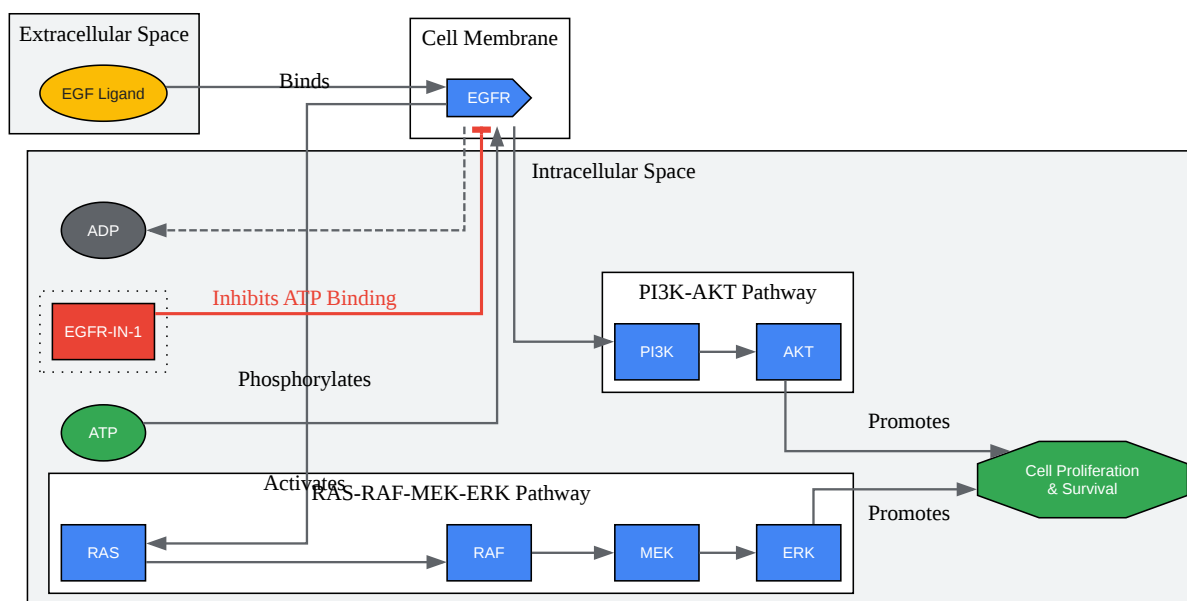 Extracellular Space
Cell Membrane
EGF Ligand
Binds
EGFR
Intracellular Space
ADP
Inhibits ATP Binding
EGFR-IN-1
PI3K-AKT Pathway
PI3K
AKT
Phosphorylates
ATP
Promotes
Cell Proliferation
& Survival
Activates
RAS-RAF-MEK-ERK Pathway
Promotes
RAS
RAF
MEK
ERK